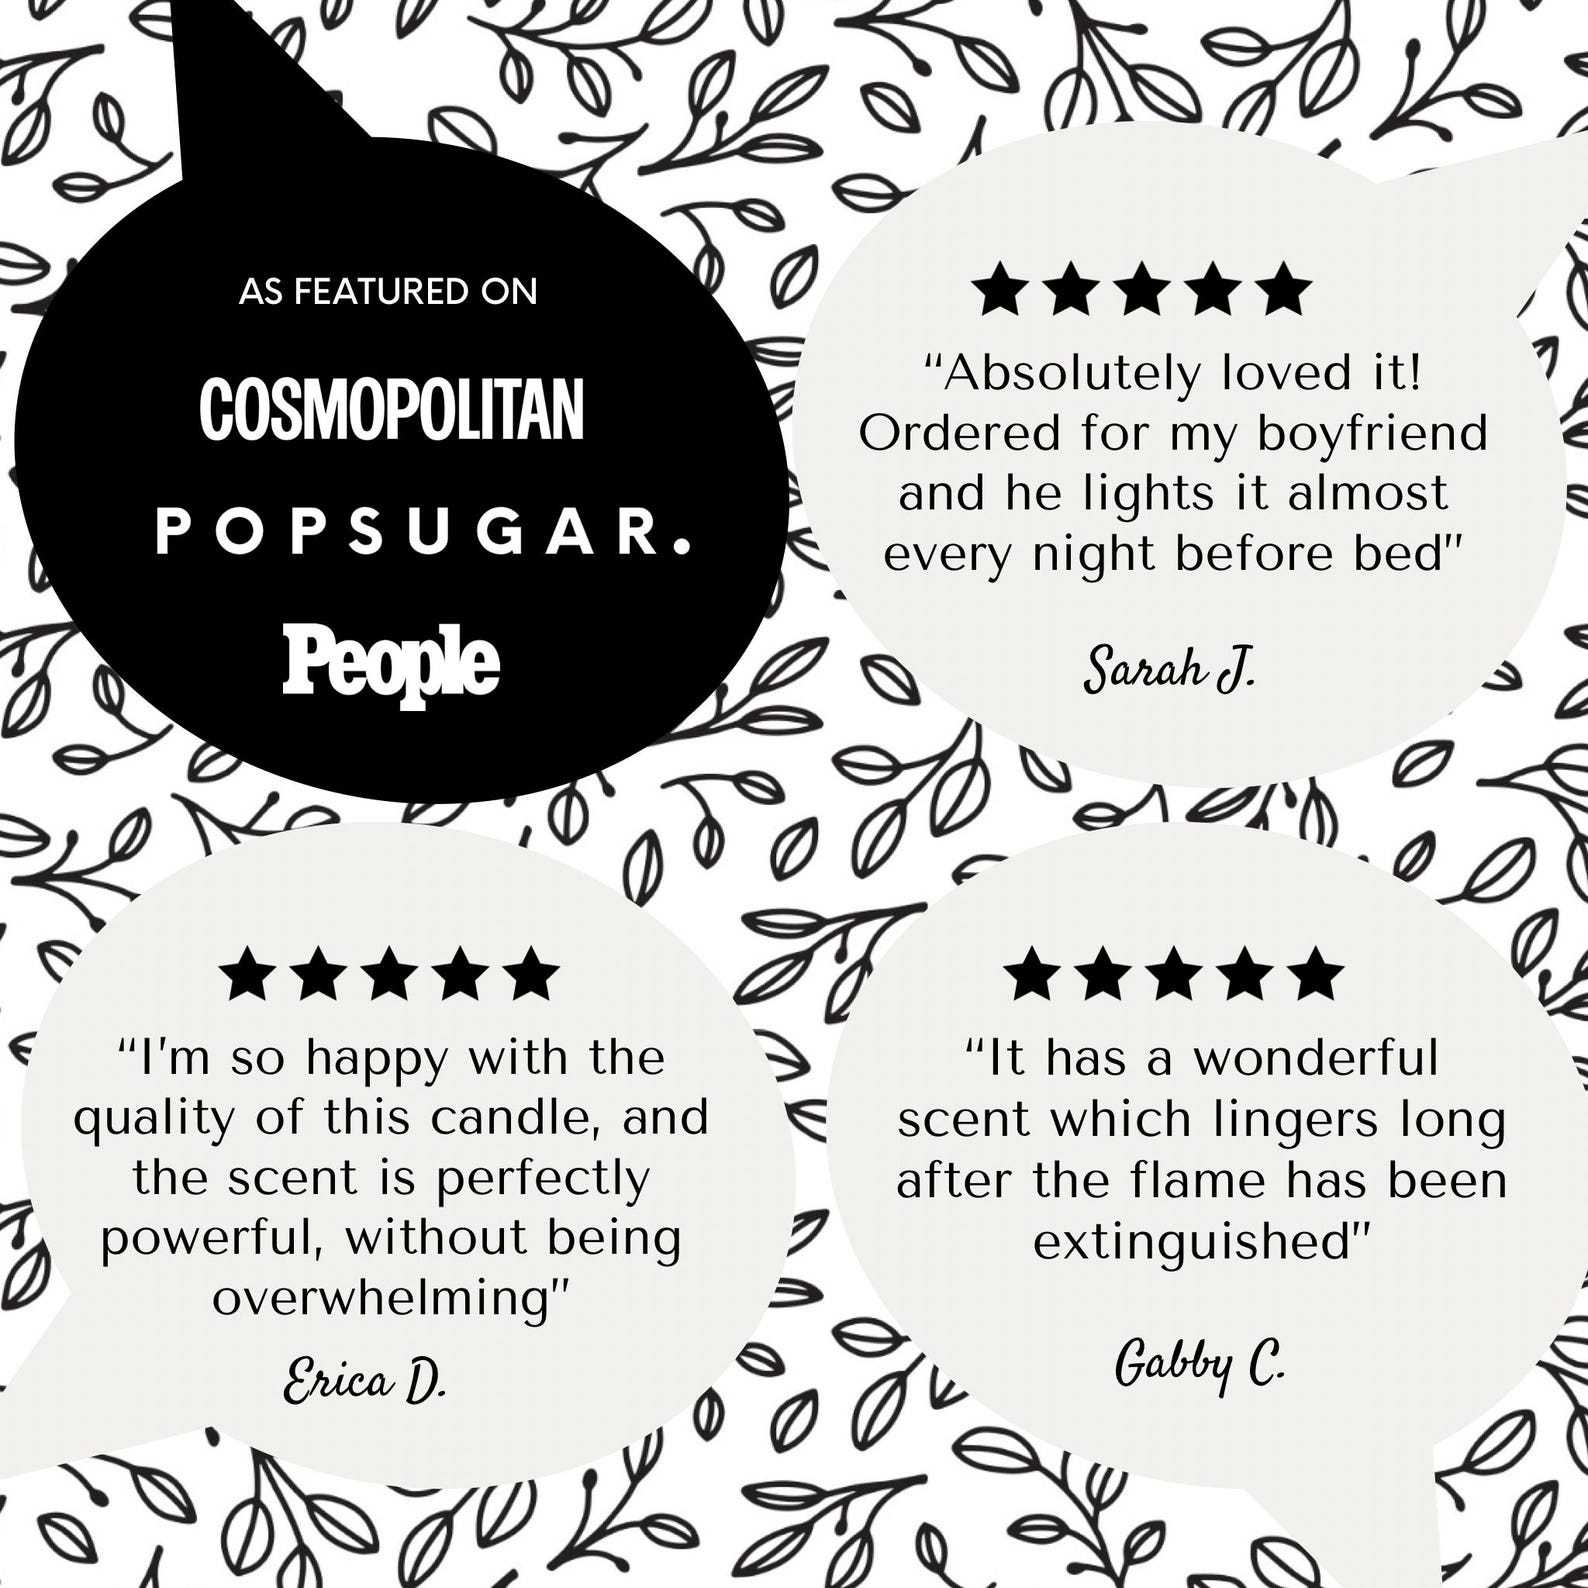 AS FEATURED ON
COSMOPOLITAN
POPSUGAR.
People
“Absolutely loved it!
Ordered for my boyfriend
and he lights it almost
every night before bed”
Sarah J.
“I'm so happy with the
quality of this candle, and
the scent is perfectly
powerful, without being
overwhelming”
Erica D.
“It has a wonderful
scent which lingers long
after the flame has been
extinguished”
Gabby C.